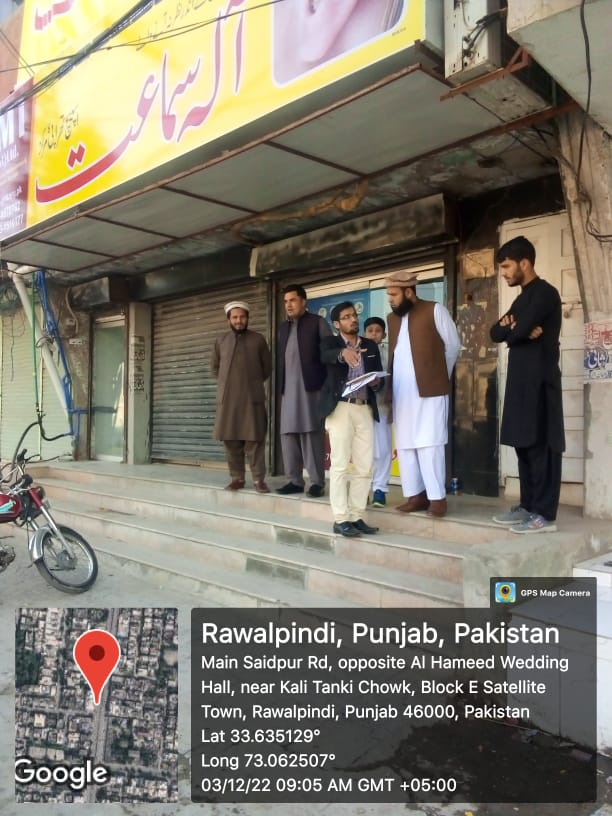 آلہ سماعت
GPS Map Camera
Rawalpindi, Punjab, Pakistan
Main Saidpur Rd, opposite Al Hameed Wedding
Hall, near Kali Tanki Chowk, Block E Satellite
Town, Rawalpindi, Punjab 46000, Pakistan
Lat 33.635129°
Long 73.062507°
03/12/22 09:05 AM GMT +05:00
Google